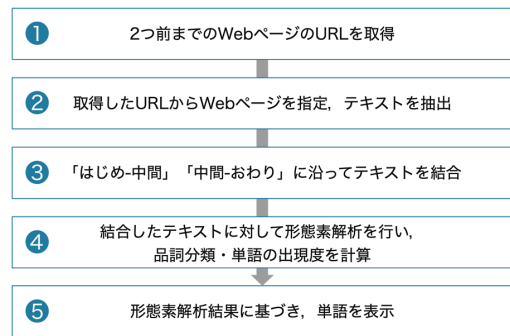 ❶ 2つ前までのWebページのURLを取得
❷ 取得したURLからWebページを指定，テキストを抽出
❸ 「はじめ-中間」「中間-おわり」に沿ってテキストを結合
❹ 結合したテキストに対して形態素解析を行い，
品詞分類・単語の出現度を計算
❺ 形態素解析結果に基づき，単語を表示